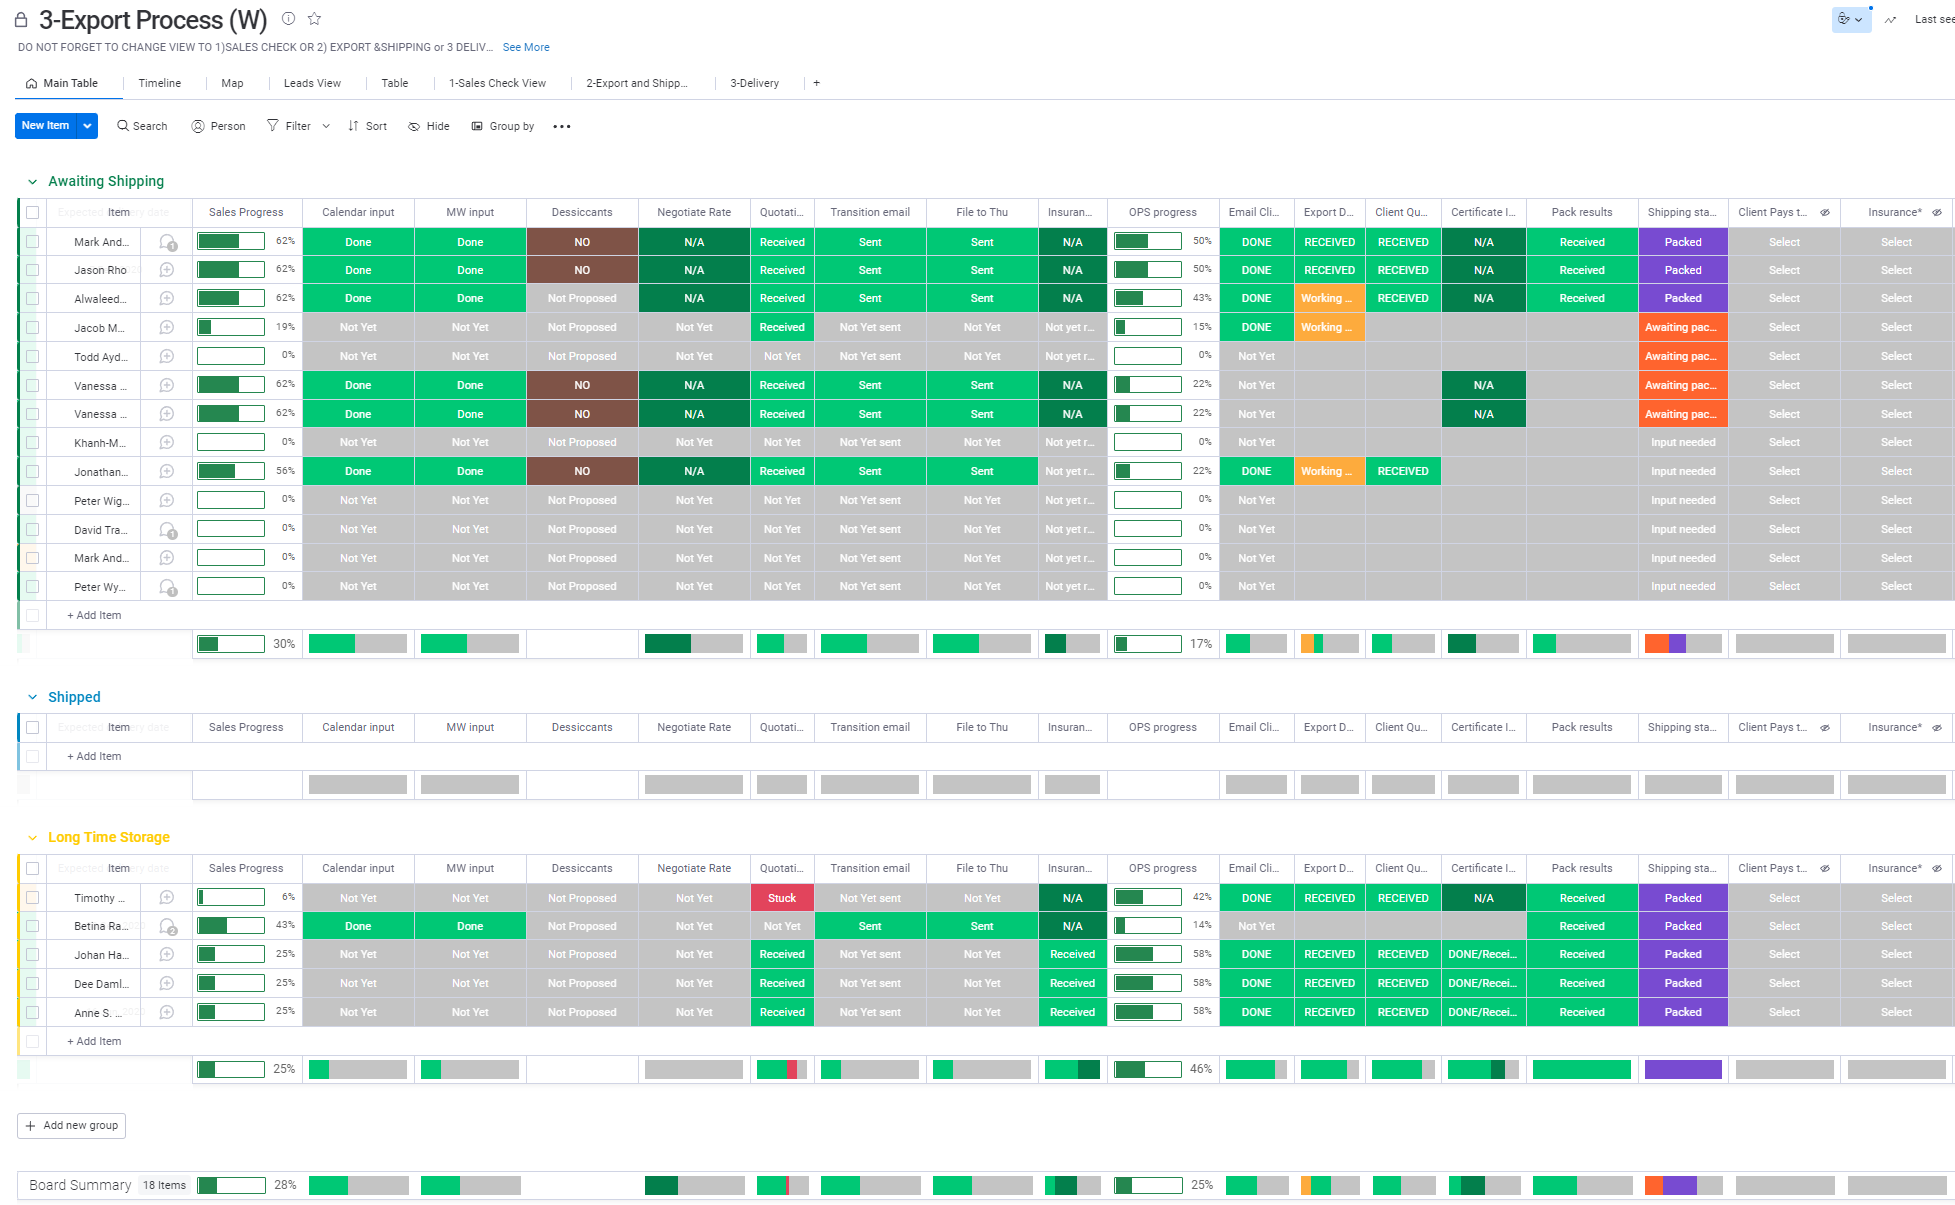 3-Export Process (W)
Last see
DO NOT FORGET TO CHANGE VIEW TO 1)SALES CHECK OR 2) EXPORT &SHIPPING or 3 DELIV... See More
Main Table Timeline Map Leads View Table 1-Sales Check View 2-Export and Shipp... 3-Delivery +
New Item Search Person Filter Sort Hide Group by
Awaiting Shipping
Item Sales Progress Calendar input MW input Dessiccants Negotiate Rate Quotati... Transition email File to Thu Insuran... OPS progress Email Cli... Export D... Client Qu... Certificate I... Pack results Shipping sta... Client Pays t... Insurance*
Mark And... 1 62% Done Done NO N/A Received Sent Sent N/A 50% DONE RECEIVED RECEIVED N/A Received Packed Select Select
Jason Rho 62% Done Done NO N/A Received Sent Sent N/A 50% DONE RECEIVED RECEIVED N/A Received Packed Select Select
Alwaleed... 62% Done Done Not Proposed N/A Received Sent Sent N/A 43% DONE Working ... RECEIVED N/A Received Packed Select Select
Jacob M... 19% Not Yet Not Yet Not Proposed Not Yet Received Not Yet sent Not Yet Not yet r... 15% DONE Working ... Awaiting pac... Select Select
Todd Ayd... 0% Not Yet Not Yet Not Proposed Not Yet Not Yet Not Yet sent Not Yet Not yet r... 0% Not Yet Awaiting pac... Select Select
Vanessa ... 62% Done Done NO N/A Received Sent Sent N/A 22% Not Yet N/A Awaiting pac... Select Select
Vanessa ... 62% Done Done NO N/A Received Sent Sent N/A 22% Not Yet N/A Awaiting pac... Select Select
Khanh-M... 0% Not Yet Not Yet Not Proposed Not Yet Not Yet Not Yet sent Not Yet Not yet r... 0% Not Yet Input needed Select Select
Jonathan... 56% Done Done NO N/A Received Sent Sent Not yet r... 22% DONE Working ... RECEIVED Input needed Select Select
Peter Wig... 0% Not Yet Not Yet Not Proposed Not Yet Not Yet Not Yet sent Not Yet Not yet r... 0% Not Yet Input needed Select Select
David Tra... 1 0% Not Yet Not Yet Not Proposed Not Yet Not Yet Not Yet sent Not Yet Not yet r... 0% Not Yet Input needed Select Select
Mark And... 0% Not Yet Not Yet Not Proposed Not Yet Not Yet Not Yet sent Not Yet Not yet r... 0% Not Yet Input needed Select Select
Peter Wy... 1 0% Not Yet Not Yet Not Proposed Not Yet Not Yet Not Yet sent Not Yet Not yet r... 0% Not Yet Input needed Select Select
+ Add Item
30% 17%
Shipped
Item Sales Progress Calendar input MW input Dessiccants Negotiate Rate Quotati... Transition email File to Thu Insuran... OPS progress Email Cli... Export D... Client Qu... Certificate I... Pack results Shipping sta... Client Pays t... Insurance*
+ Add Item
Long Time Storage
Item Sales Progress Calendar input MW input Dessiccants Negotiate Rate Quotati... Transition email File to Thu Insuran... OPS progress Email Cli... Export D... Client Qu... Certificate I... Pack results Shipping sta... Client Pays t... Insurance*
Timothy ... 6% Not Yet Not Yet Not Proposed Not Yet Stuck Not Yet sent Not Yet N/A 42% DONE RECEIVED RECEIVED N/A Received Packed Select Select
Betina Ra... 2 43% Done Done Not Proposed Not Yet Not Yet Sent Sent N/A 14% Not Yet Received Packed Select Select
Johan Ha... 25% Not Yet Not Yet Not Proposed Not Yet Received Not Yet sent Not Yet Received 58% DONE RECEIVED RECEIVED DONE/Recei... Received Packed Select Select
Dee Daml... 25% Not Yet Not Yet Not Proposed Not Yet Received Not Yet sent Not Yet Received 58% DONE RECEIVED RECEIVED DONE/Recei... Received Packed Select Select
Anne S. ... 25% Not Yet Not Yet Not Proposed Not Yet Received Not Yet sent Not Yet Received 58% DONE RECEIVED RECEIVED DONE/Recei... Received Packed Select Select
+ Add Item
25% 46%
+ Add new group
Board Summary 18 Items 28% 25%